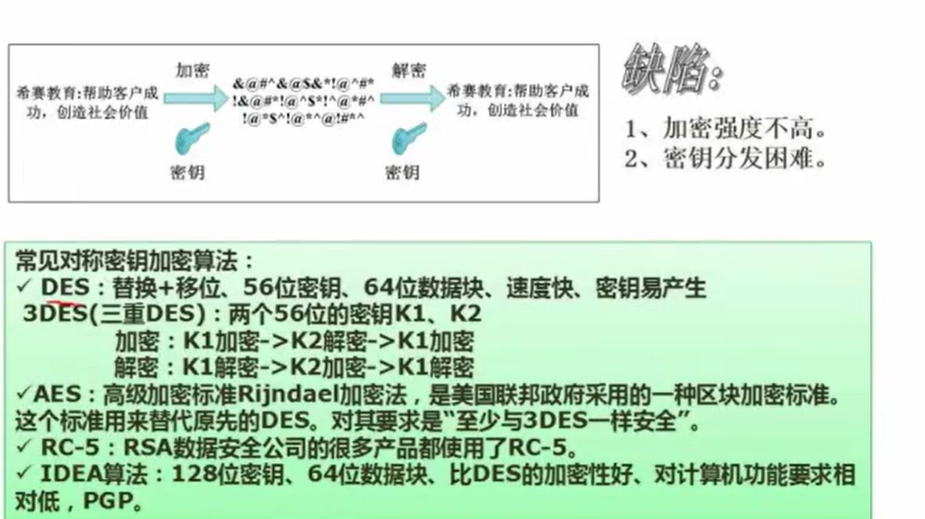 希赛教育:帮助客户成
功，创造社会价值
加密
密钥
&@#^&@$&*!@^#*
!&@#*!@^$*!^@*#^
!@*$^!@*^@!#*^
解密
密钥
希赛教育:帮助客户成
功，创造社会价值
缺陷：
1、加密强度不高。
2、密钥分发困难。
常见对称密钥加密算法：
✓ DES：替换+移位、56位密钥、64位数据块、速度快、密钥易产生
3DES(三重DES)：两个56位的密钥K1、K2
加密：K1加密->K2解密->K1加密
解密：K1解密->K2加密->K1解密
✓AES：高级加密标准Rijndael加密法，是美国联邦政府采用的一种区块加密标准。
这个标准用来替代原先的DES。对其要求是“至少与3DES一样安全”。
✓ RC-5：RSA数据安全公司的很多产品都使用了RC-5。
✓ IDEA算法：128位密钥、64位数据块、比DES的加密性好、对计算机功能要求相
对低，PGP。